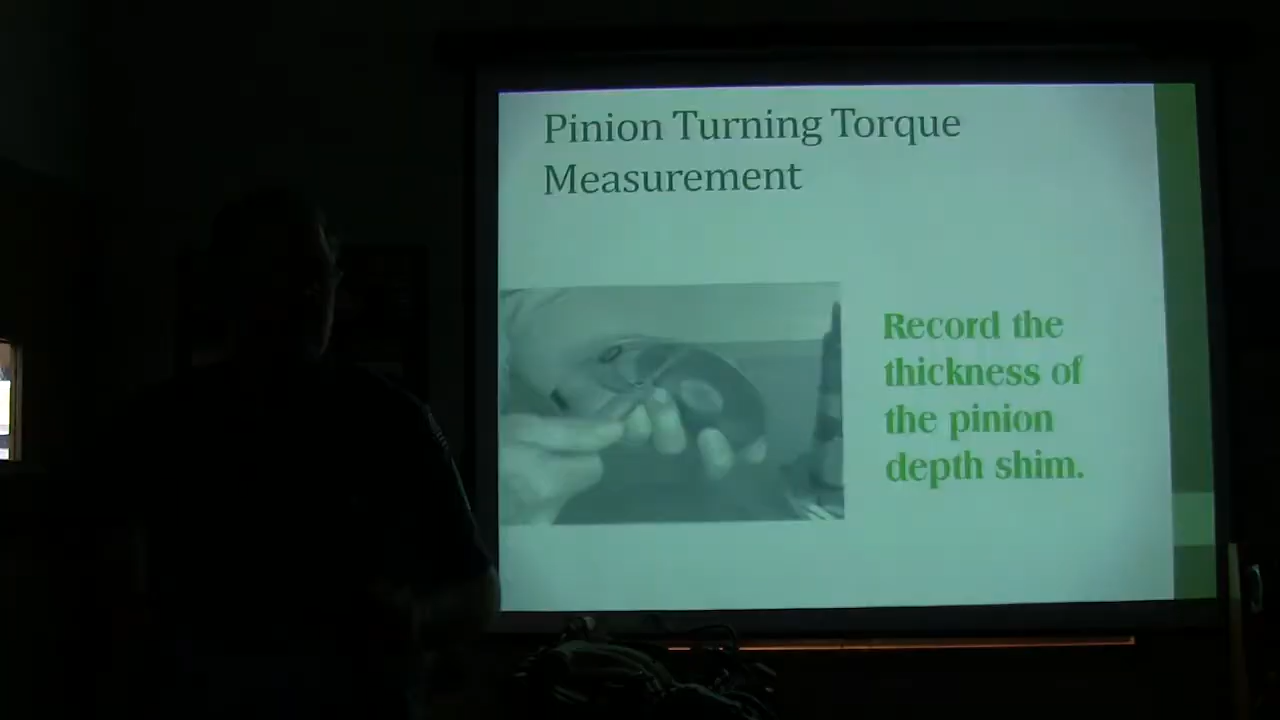 Pinion Turning Torque
Measurement
Record the
thickness of
the pinion
depth shim.